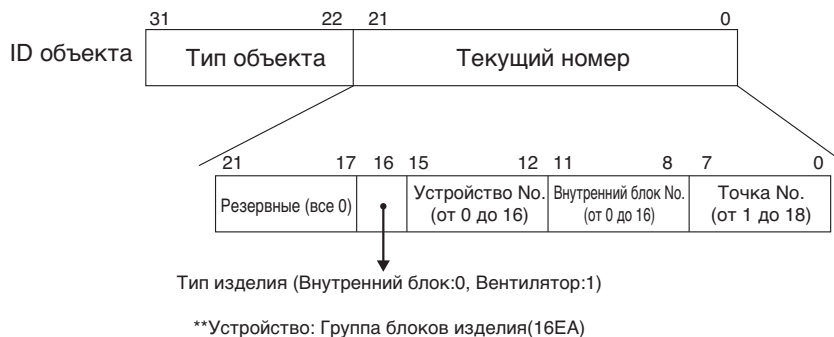 31 22 21 0
ID объекта Тип объекта Текущий номер
21 17 16 15 12 11 8 7 0
Резервные (все 0) Устройство No. Внутренний блок No. Точка No.
(от 0 до 16) (от 0 до 16) (от 1 до 18)
Тип изделия (Внутренний блок:0, Вентилятор:1)
**Устройство: Группа блоков изделия(16EA)